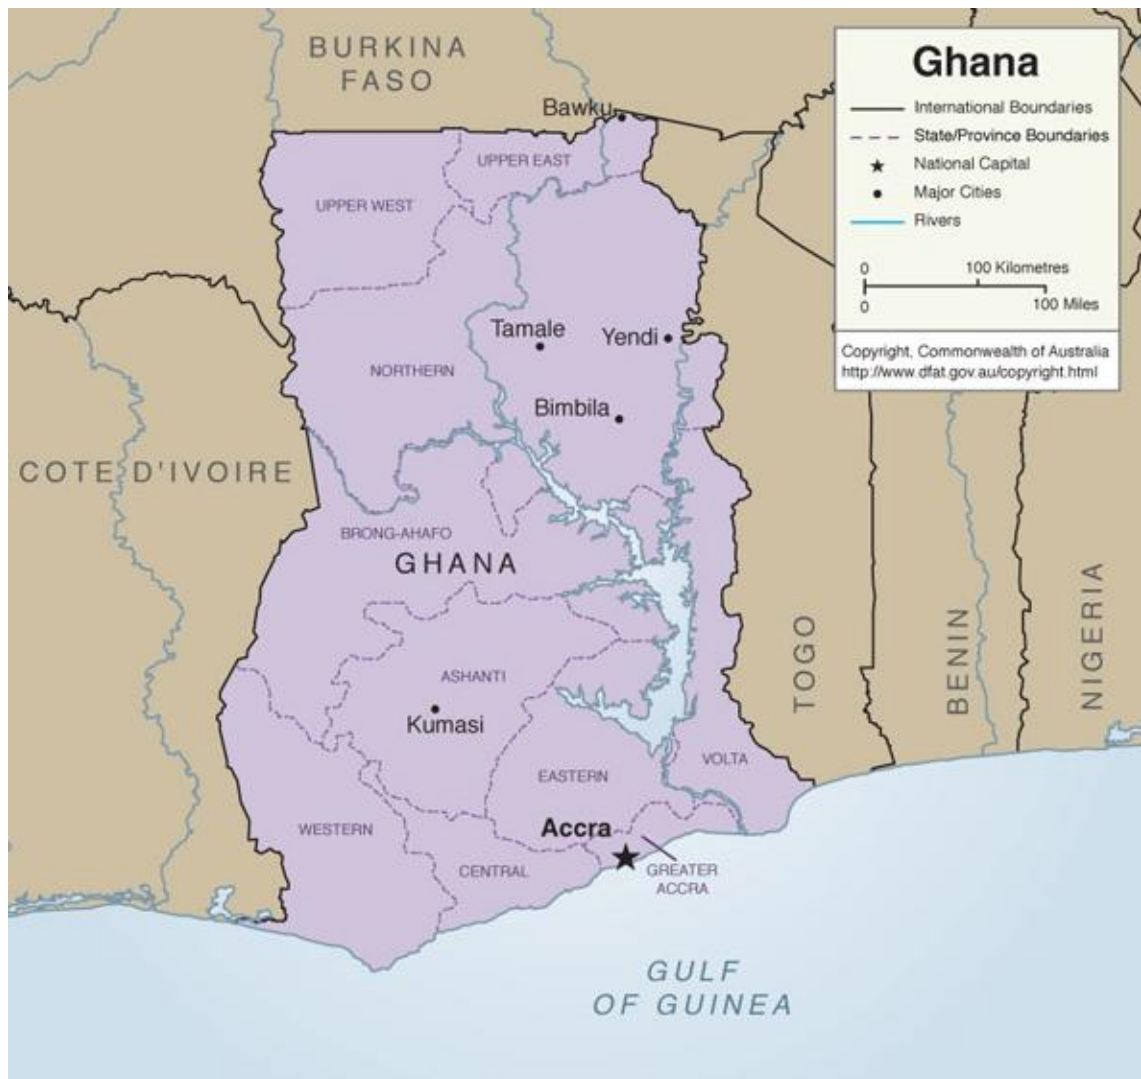 BURKINA
FASO
Ghana
International Boundaries
State/Province Boundaries
National Capital
Major Cities
Rivers
0
100 Kilometres
0
100 Miles
Copyright, Commonwealth of Australia
http://www.dfat.gov.au/copyright.html
Bawku
UPPER EAST
UPPER WEST
Tamale
Yendi
NORTHERN
Bimbila
COTE D'IVOIRE
BRONG-AHAFO
GHANA
TOGO
BENIN
NIGERIA
ASHANTI
Kumasi
VOLTA
EASTERN
WESTERN
Accra
CENTRAL
GREATER
ACCRA
GULF
OF GUINEA